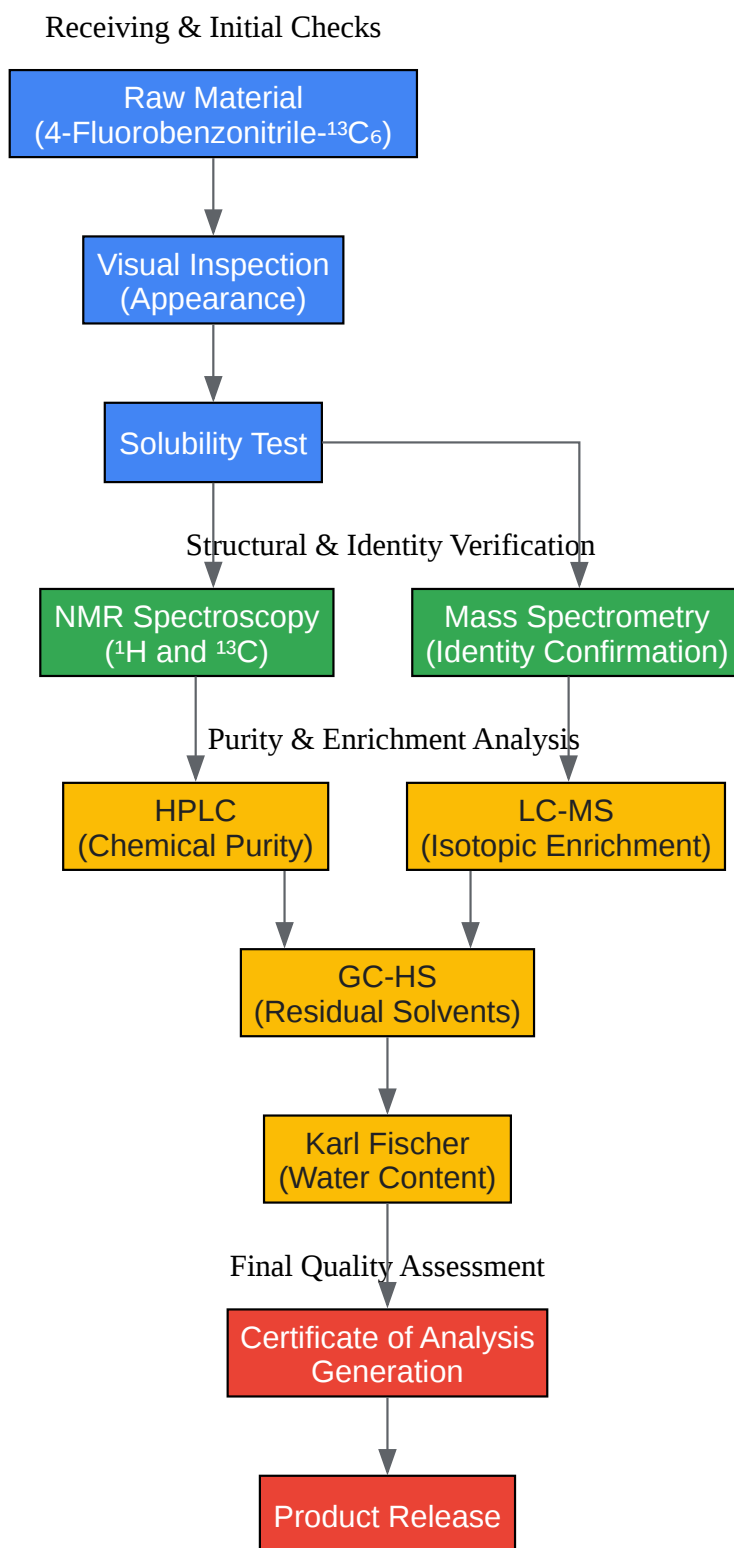 Receiving & Initial Checks
Raw Material
(4-Fluorobenzonitrile-¹³C₆)
Visual Inspection
(Appearance)
Solubility Test
Structural & Identity Verification
NMR Spectroscopy
(¹H and ¹³C)
Mass Spectrometry
(Identity Confirmation)
Purity & Enrichment Analysis
HPLC
(Chemical Purity)
LC-MS
(Isotopic Enrichment)
GC-HS
(Residual Solvents)
Karl Fischer
(Water Content)
Final Quality Assessment
Certificate of Analysis
Generation
Product Release